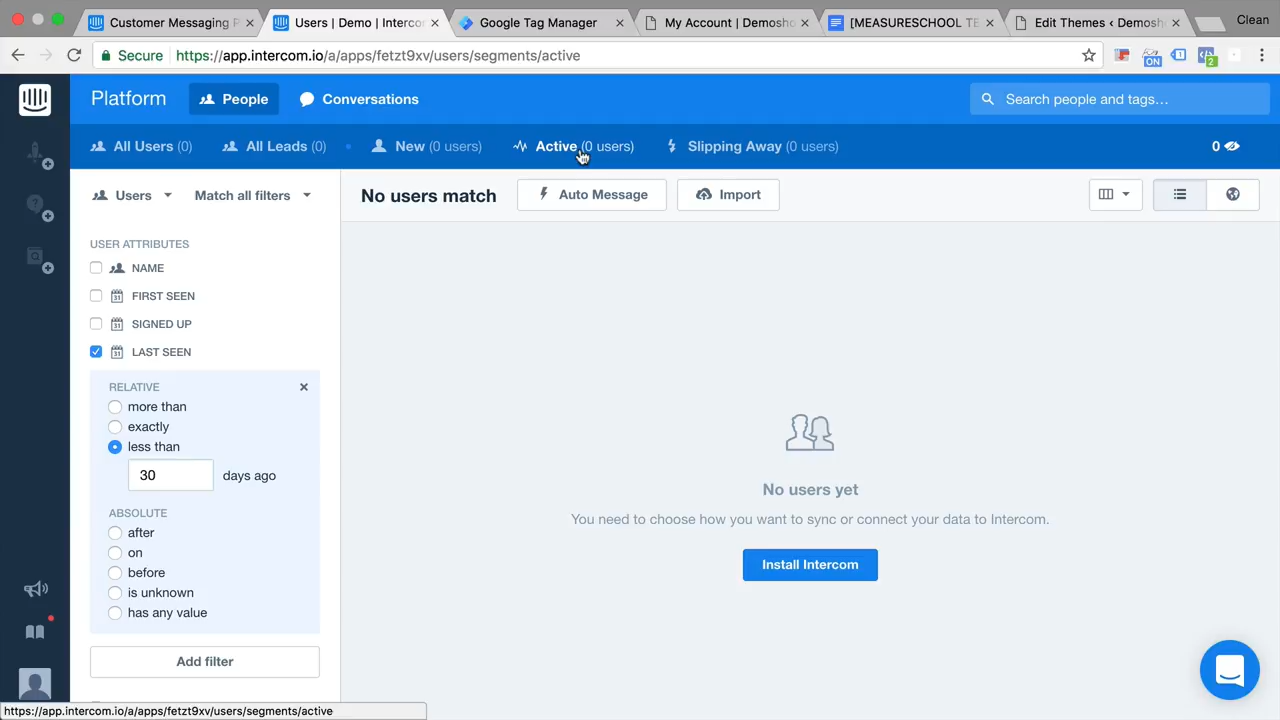 Customer Messaging P
Users | Demo | Interco
Google Tag Manager
My Account | Demosho
[MEASURESCHOOL TE
Edit Themes ‹ Demosh
Clean
Secure
https://app.intercom.io/a/apps/fetzt9xv/users/segments/active
ON
2
Platform
People
Conversations
Search people and tags…
All Users (0)
All Leads (0)
New (0 users)
Active (0 users)
Slipping Away (0 users)
0
Users
Match all filters
No users match
Auto Message
Import
USER ATTRIBUTES
NAME
FIRST SEEN
SIGNED UP
LAST SEEN
RELATIVE
more than
exactly
less than
30
days ago
ABSOLUTE
after
on
before
is unknown
has any value
Add filter
No users yet
You need to choose how you want to sync or connect your data to Intercom.
Install Intercom
https://app.intercom.io/a/apps/fetzt9xv/users/segments/active